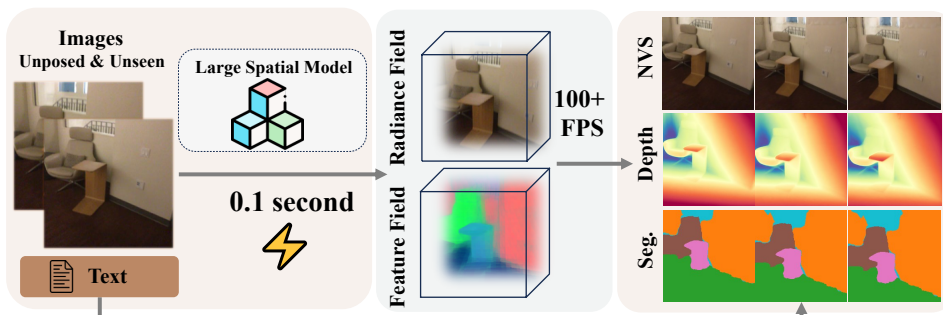 Images
Unposed & Unseen
Large Spatial Model
0.1 second
Text
Radiance Field
Feature Field
100+
FPS
NVS
Depth
Seg.